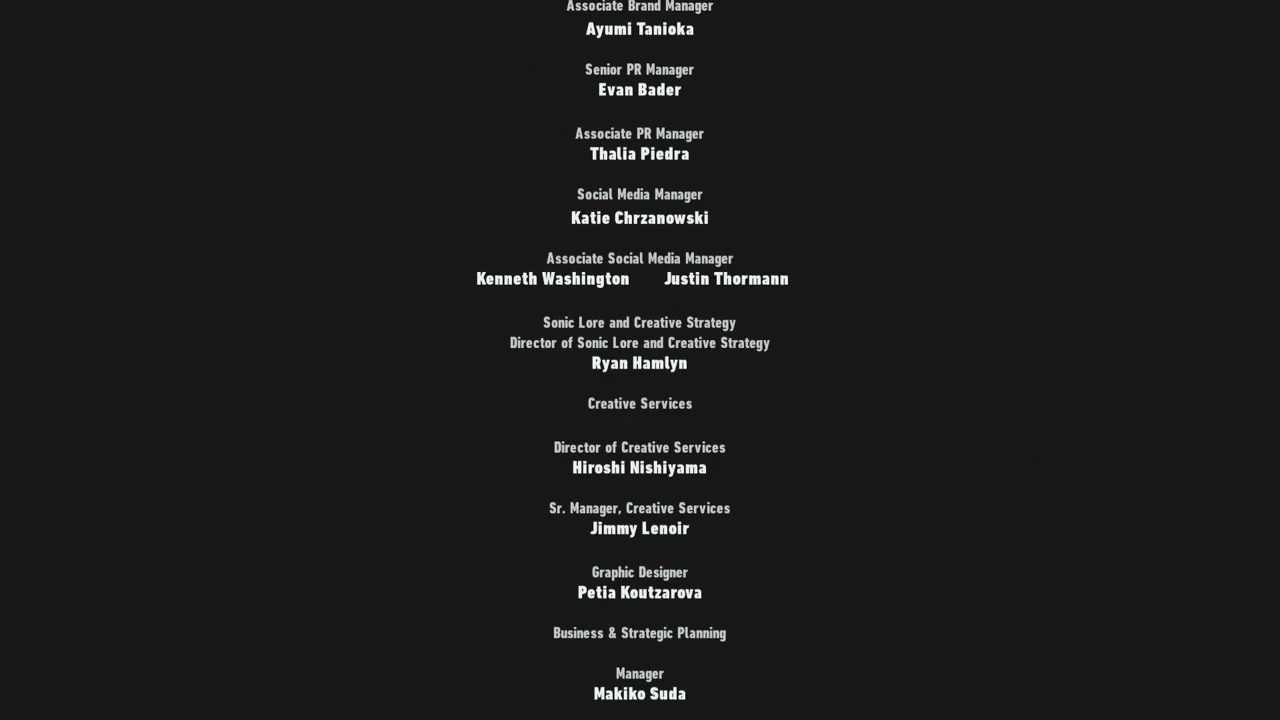 Associate Brand Manager
Ayumi Tanioka
Senior PR Manager
Evan Bader
Associate PR Manager
Thalia Piedra
Social Media Manager
Katie Chrzanowski
Associate Social Media Manager
Kenneth Washington Justin Thormann
Sonic Lore and Creative Strategy
Director of Sonic Lore and Creative Strategy
Ryan Hamlyn
Creative Services
Director of Creative Services
Hiroshi Nishiyama
Sr. Manager, Creative Services
Jimmy Lenoir
Graphic Designer
Petia Koutzarova
Business & Strategic Planning
Manager
Makiko Suda